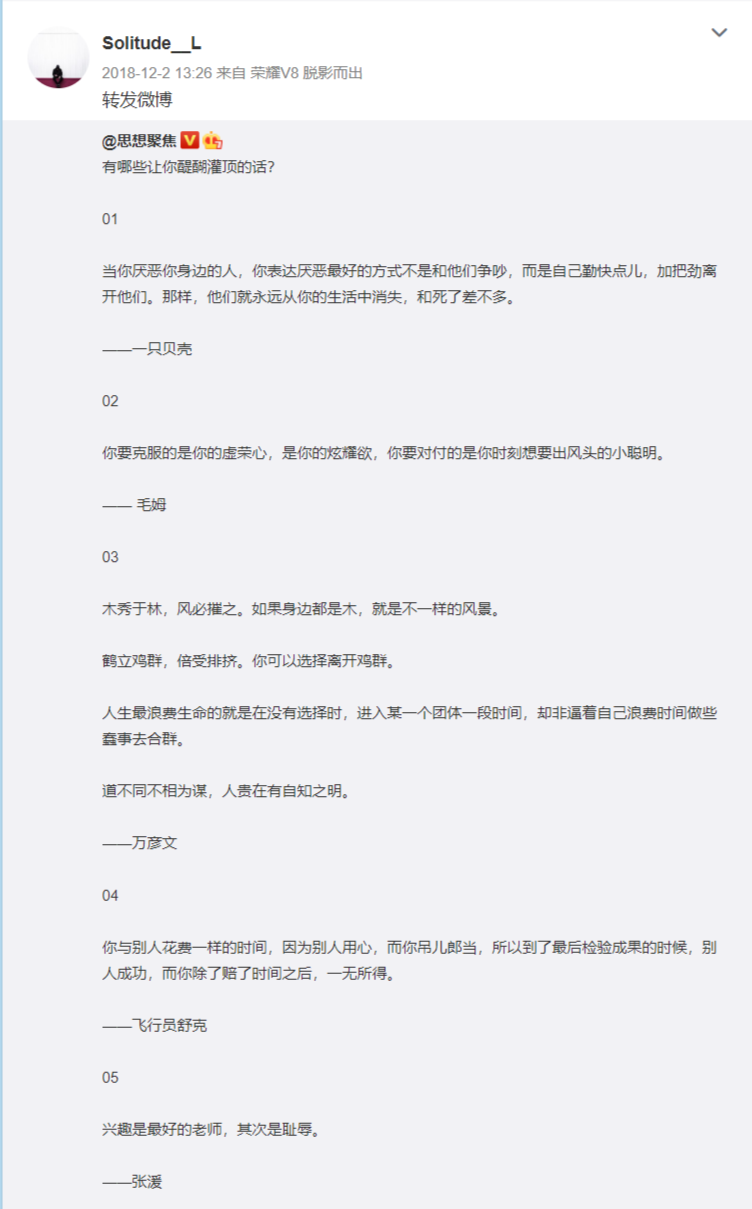 Solitude__L
2018-12-2 13:26 来自 荣耀V8 脱影而出
转发微博
@思想聚焦
有哪些让你醍醐灌顶的话？
01
当你厌恶你身边的人，你表达厌恶最好的方式不是和他们争吵，而是自己勤快点儿，加把劲离
开他们。那样，他们就永远从你的生活中消失，和死了差不多。
——一只贝壳
02
你要克服的是你的虚荣心，是你的炫耀欲，你要对付的是你时刻想要出风头的小聪明。
—— 毛姆
03
木秀于林，风必摧之。如果身边都是木，就是不一样的风景。
鹤立鸡群，倍受排挤。你可以选择离开鸡群。
人生最浪费生命的就是在没有选择时，进入某一个团体一段时间，却非逼着自己浪费时间做些
蠢事去合群。
道不同不相为谋，人贵在有自知之明。
——万彦文
04
你与别人花费一样的时间，因为别人用心，而你吊儿郎当，所以到了最后检验成果的时候，别
人成功，而你除了赔了时间之后，一无所得。
——飞行员舒克
05
兴趣是最好的老师，其次是耻辱。
——张湲